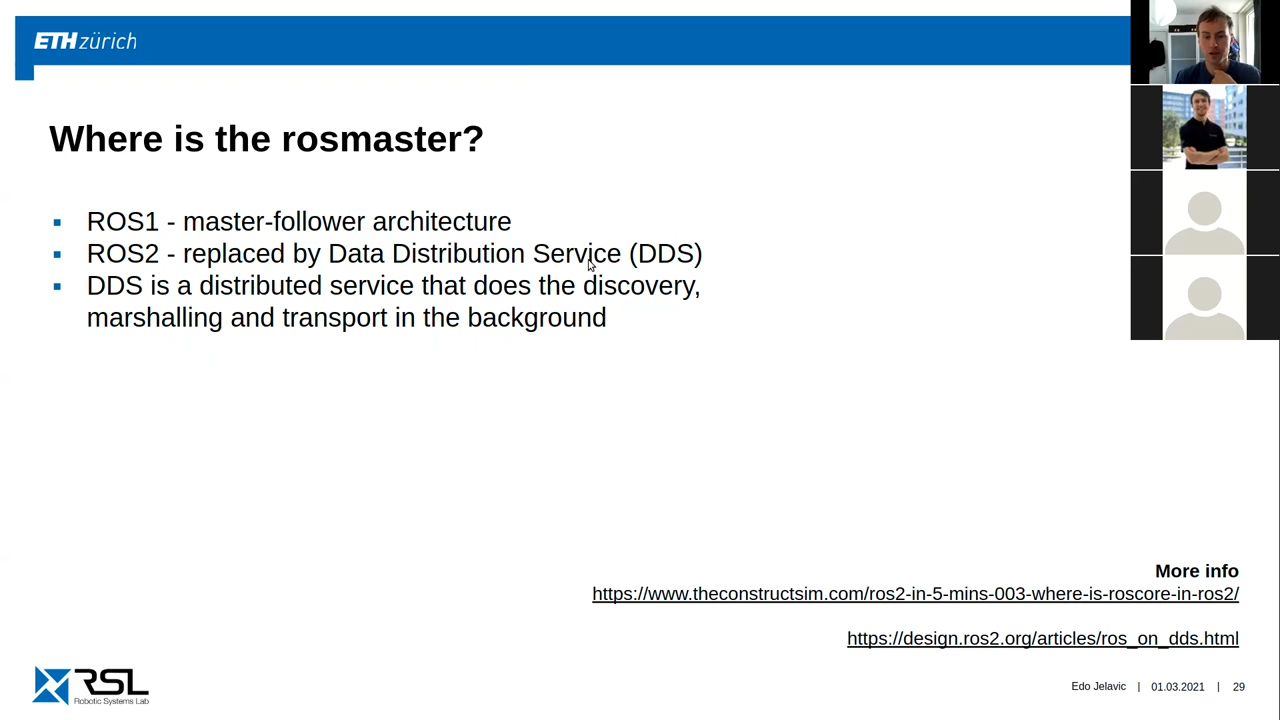 ETH zürich
Where is the rosmaster?
ROS1 - master-follower architecture
ROS2 - replaced by Data Distribution Service (DDS)
DDS is a distributed service that does the discovery,
marshalling and transport in the background
More info
https://www.theconstructsim.com/ros2-in-5-mins-003-where-is-roscore-in-ros2/
https://design.ros2.org/articles/ros_on_dds.html
RSL
Robotic Systems Lab
Edo Jelavic | 01.03.2021 | 29